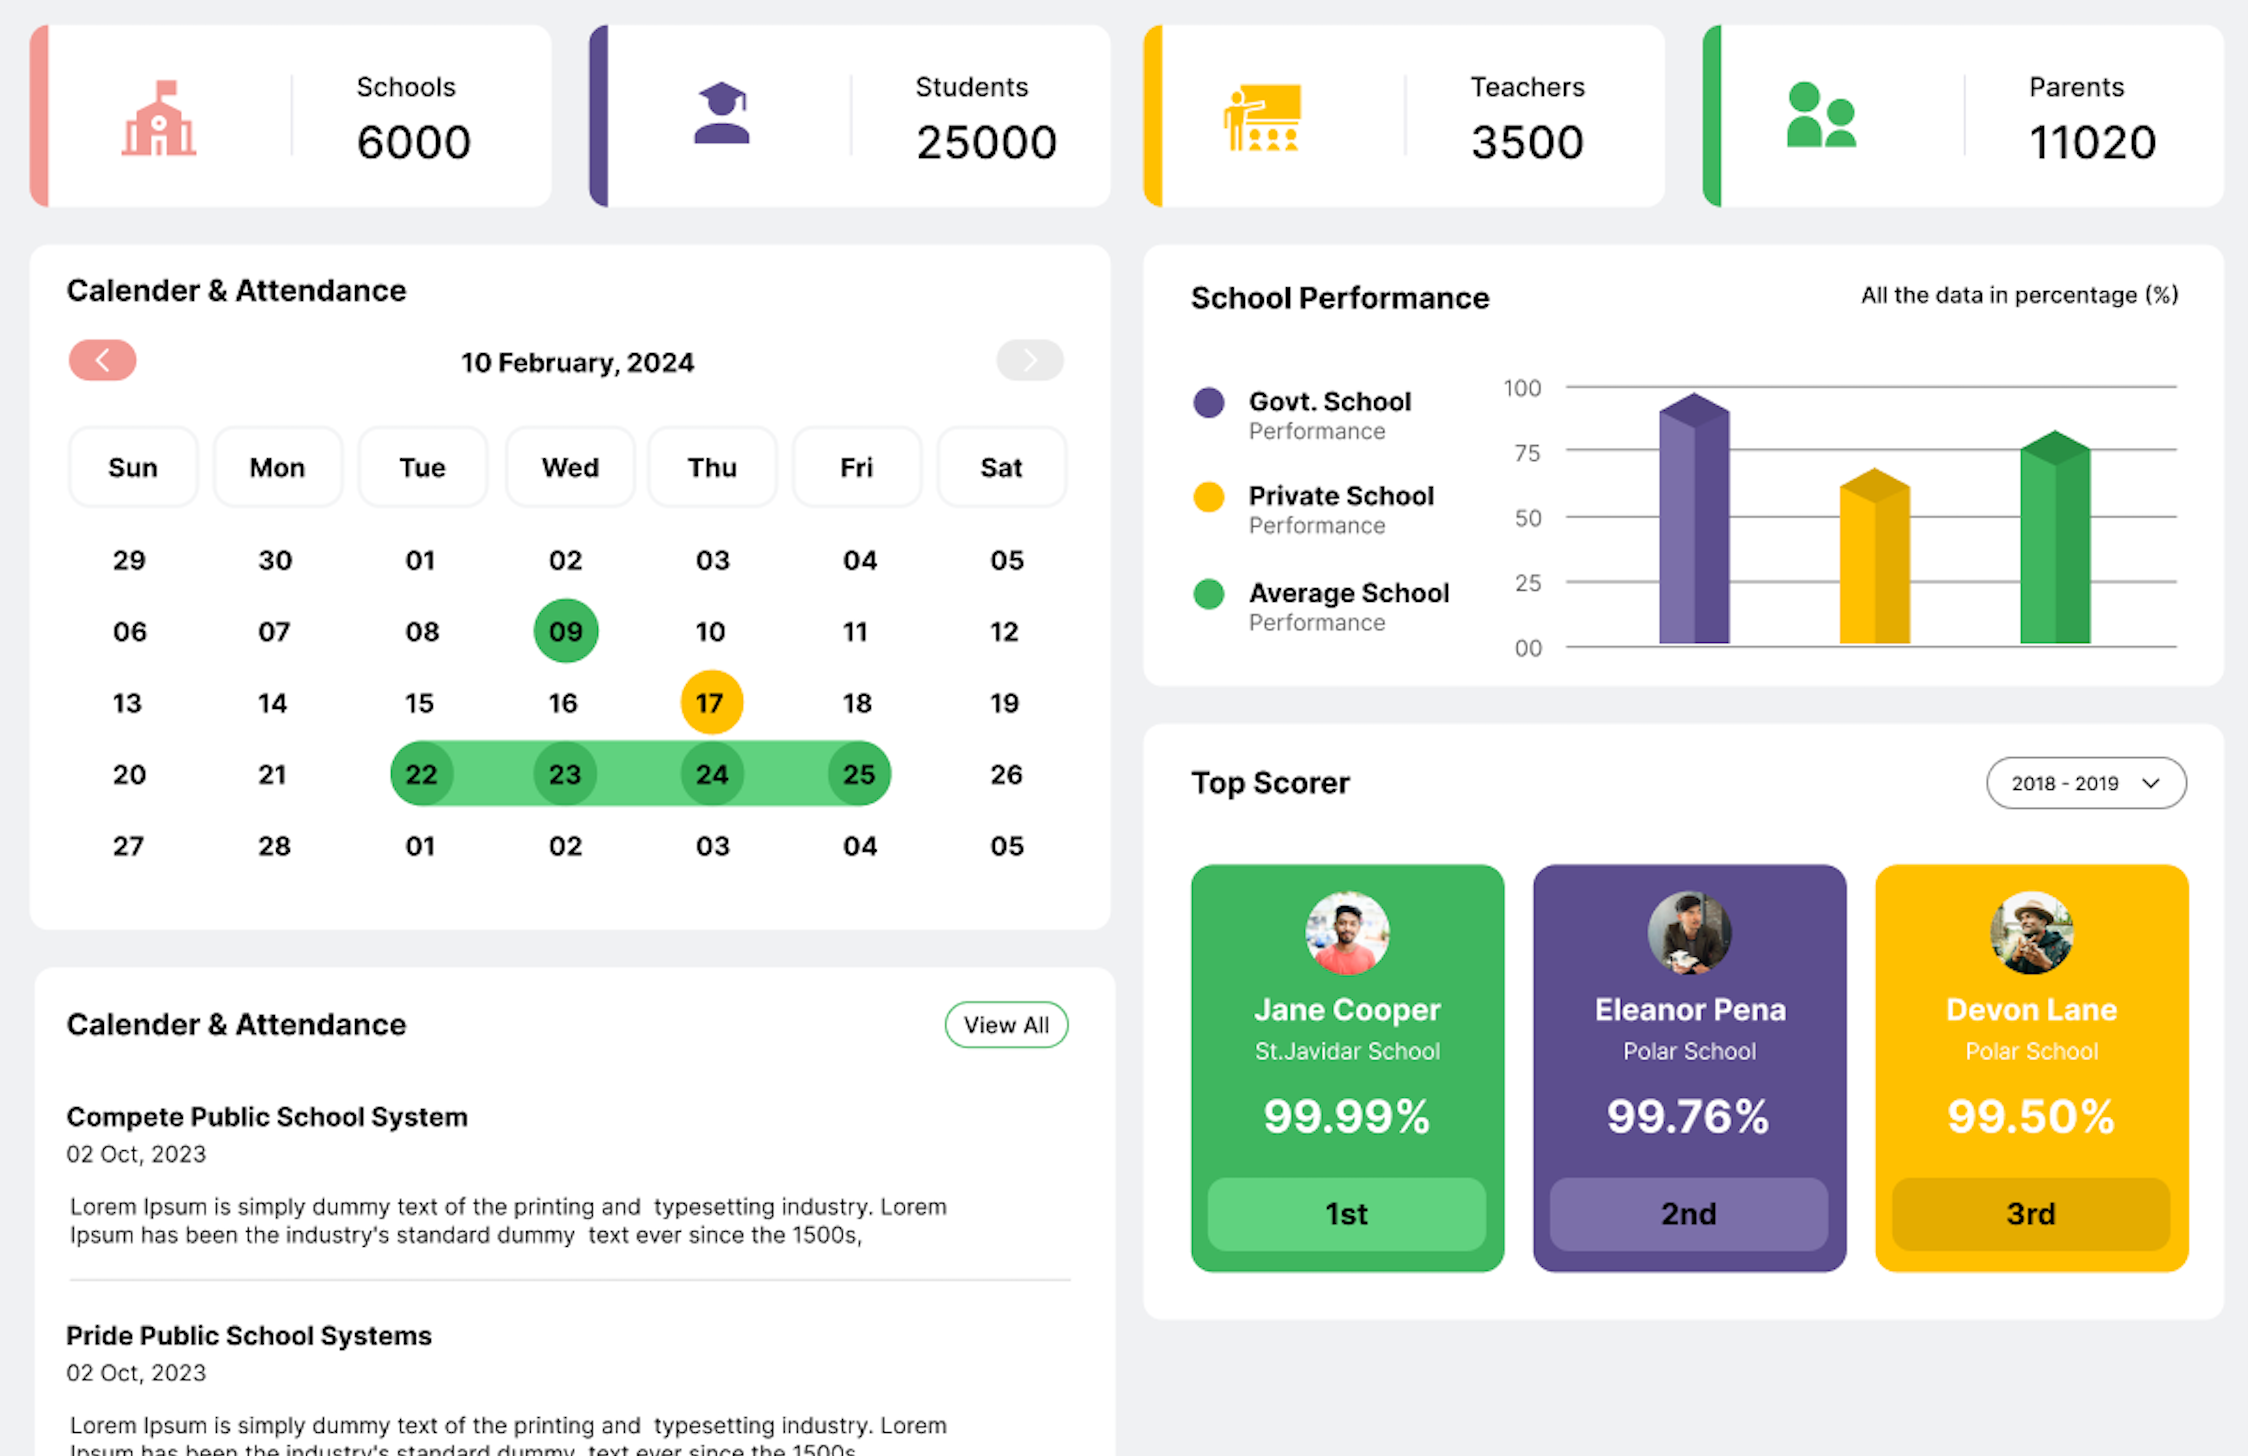 Schools
6000
Students
25000
Teachers
3500
Parents
11020
Calender & Attendance
10 February, 2024
Sun Mon Tue Wed Thu Fri Sat
29 30 01 02 03 04 05
06 07 08 09 10 11 12
13 14 15 16 17 18 19
20 21 22 23 24 25 26
27 28 01 02 03 04 05
School Performance
All the data in percentage (%)
Govt. School
Performance
Private School
Performance
Average School
Performance
100
75
50
25
00
Top Scorer
2018 - 2019
Jane Cooper
St.Javidar School
99.99%
1st
Eleanor Pena
Polar School
99.76%
2nd
Devon Lane
Polar School
99.50%
3rd
Calender & Attendance
View All
Compete Public School System
02 Oct, 2023
Lorem Ipsum is simply dummy text of the printing and  typesetting industry. Lorem
Ipsum has been the industry's standard dummy  text ever since the 1500s,
Pride Public School Systems
02 Oct, 2023
Lorem Ipsum is simply dummy text of the printing and  typesetting industry. Lorem
Ipsum has been the industry's standard dummy  text ever since the 1500s